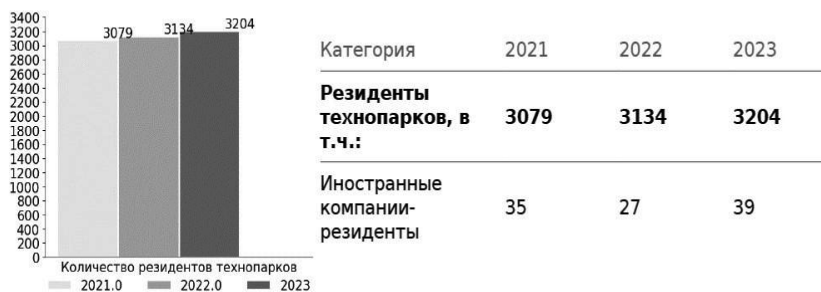 3400
3200
3000
2800
2600
2400
2200
2000
1800
1600
1400
1200
1000
800
600
400
200
0
3079 3134 3204
Количество резидентов технопарков
2021.0 2022.0 2023
Категория 2021 2022 2023
Резиденты
технопарков, в 3079 3134 3204
т.ч.:
Иностранные
компании- 35 27 39
резиденты